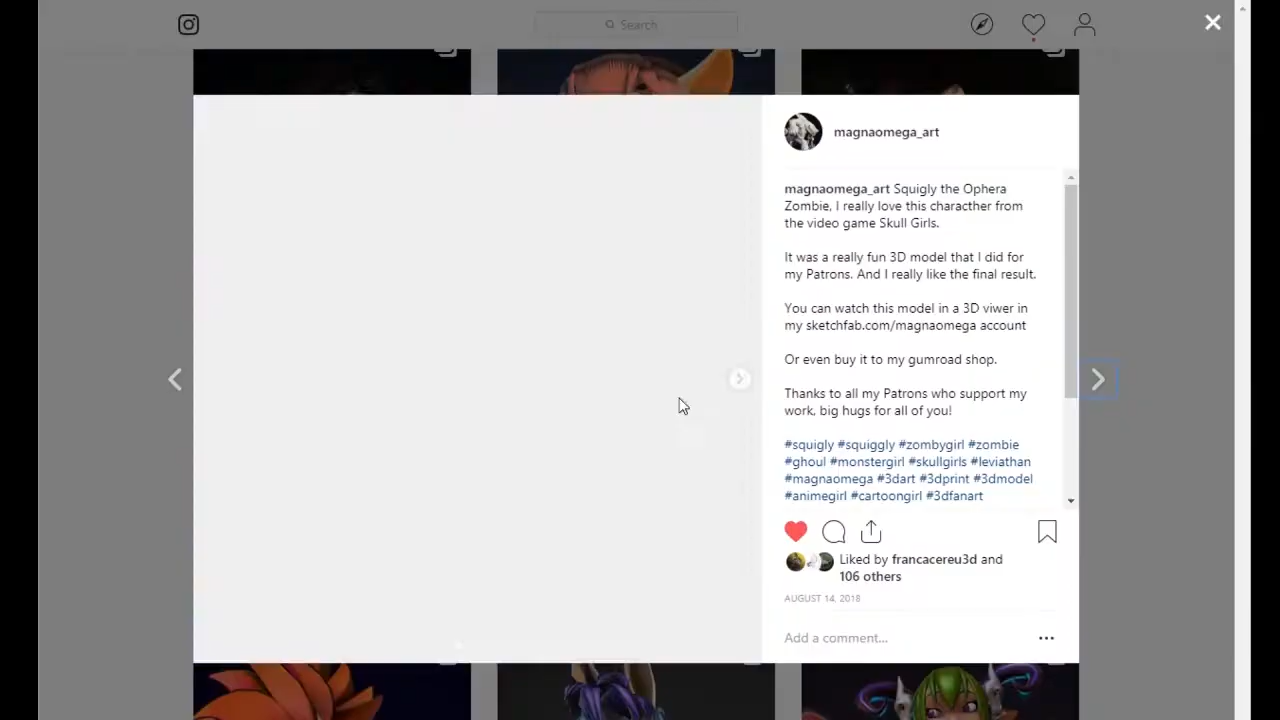 Search
magnaomega_art
magnaomega_art Squigly the Ophera
Zombie, I really love this characther from
the video game Skull Girls.
It was a really fun 3D model that I did for
my Patrons. And I really like the final result.
You can watch this model in a 3D viwer in
my sketchfab.com/magnaomega account
Or even buy it to my gumroad shop.
Thanks to all my Patrons who support my
work, big hugs for all of you!
#squigly #squiggly #zombygirl #zombie
#ghoul #monstergirl #skullgirls #leviathan
#magnaomega #3dart #3dprint #3dmodel
#animegirl #cartoongirl #3dfanart
Liked by francacereu3d and
106 others
AUGUST 14, 2018
Add a comment...